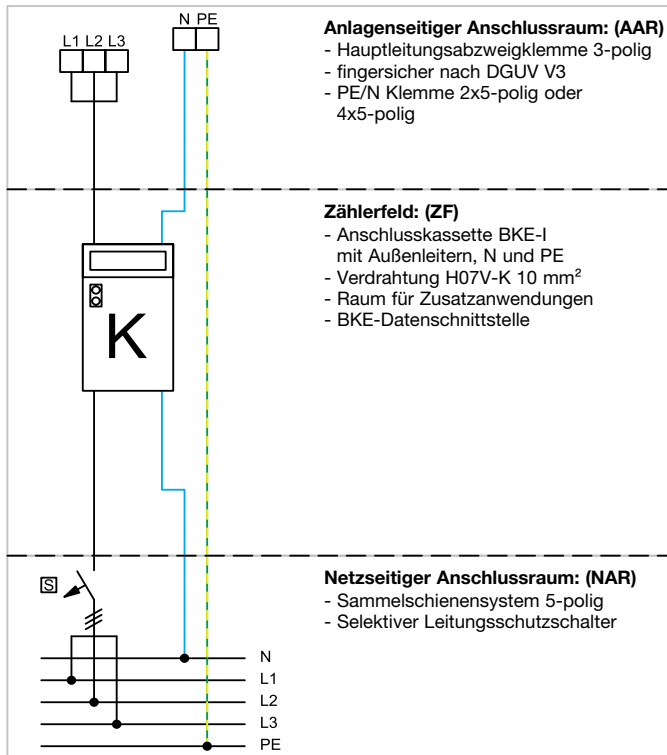 L1 L2 L3
N PE
Anlagenseitiger Anschlussraum: (AAR)
- Hauptleitungsabzweigklemme 3-polig
- fingersicher nach DGUV V3
- PE/N Klemme 2x5-polig oder
4x5-polig
Zählerfeld: (ZF)
- Anschlusskassette BKE-I
mit Außenleitern, N und PE
- Verdrahtung H07V-K 10 mm²
- Raum für Zusatzanwendungen
- BKE-Datenschnittstelle
K
Netzseitiger Anschlussraum: (NAR)
- Sammelschienensystem 5-polig
- Selektiver Leitungsschutzschalter
S
N
L1
L2
L3
PE